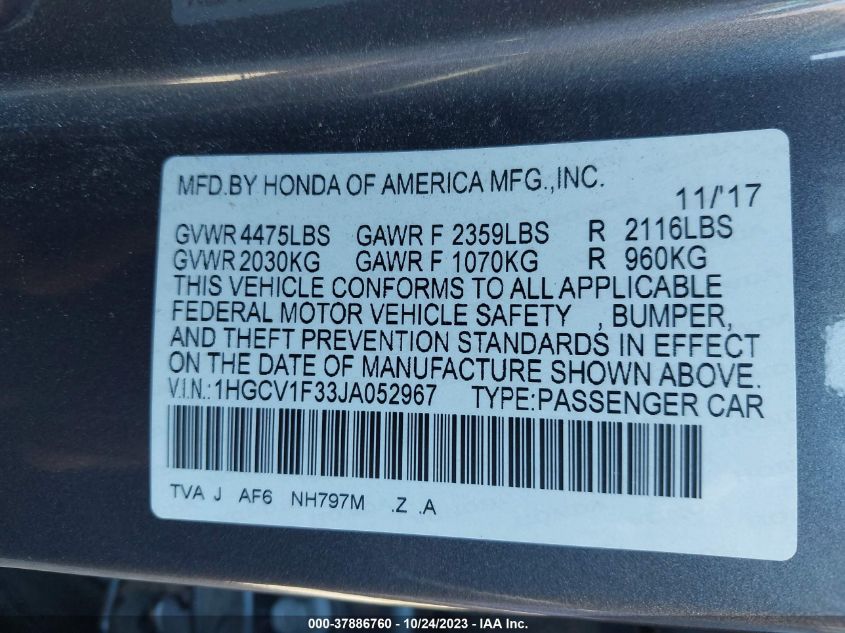 MFD.BY HONDA OF AMERICA MFG.,INC. 11/'17
GVWR 4475LBS GAWR F 2359LBS R 2116LBS
GVWR 2030KG GAWR F 1070KG R 960KG
THIS VEHICLE CONFORMS TO ALL APPLICABLE
FEDERAL MOTOR VEHICLE SAFETY , BUMPER,
AND THEFT PREVENTION STANDARDS IN EFFECT
ON THE DATE OF MANUFACTURE SHOWN ABOVE.
V.I.N.:1HGCV1F33JA052967 TYPE:PASSENGER CAR
TVA J AF6 NH797M .Z .A
000-37886760 - 10/24/2023 - IAA, Inc.